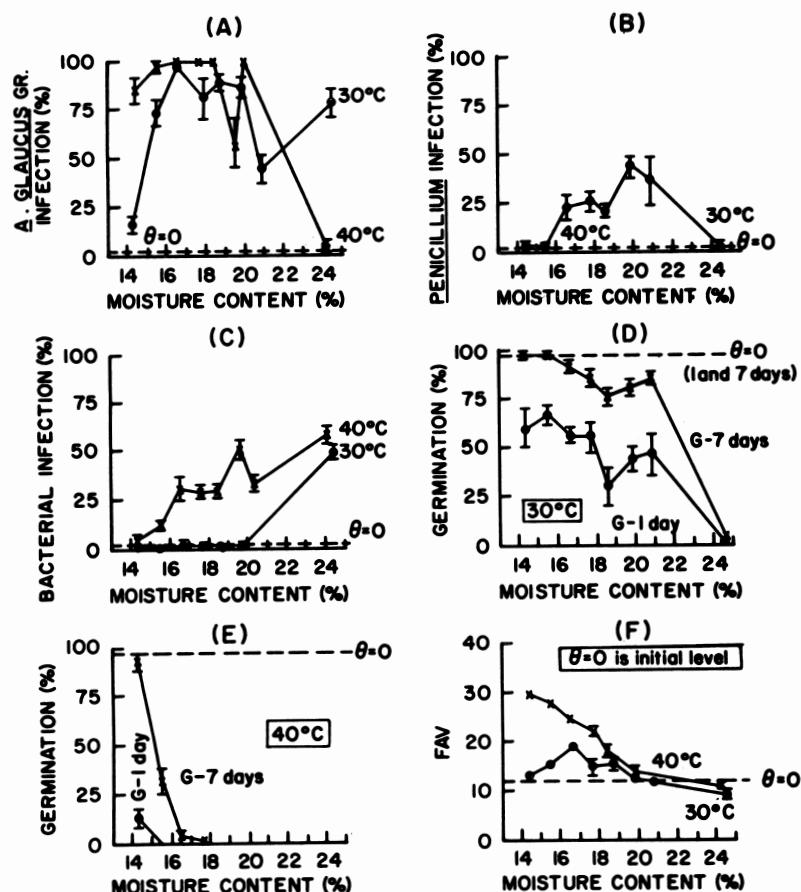 (A)
A. GLAUCUS GR.
INFECTION (%)
100
75
50
25
0
30°C
40°C
θ=0
14 16 18 20 22 24
MOISTURE CONTENT (%)
(B)
PENICILLIUM INFECTION (%)
100
75
50
25
0
40°C
30°C
θ=0
14 16 18 20 22 24
MOISTURE CONTENT (%)
(C)
BACTERIAL INFECTION (%)
100
50
25
0
40°C
30°C
θ=0
14 16 18 20 22 24
MOISTURE CONTENT (%)
(D)
GERMINATION (%)
100
75
50
25
0
θ=0
(1 and 7 days)
G-7 days
30°C
G-1 day
14 16 18 20 22 24
MOISTURE CONTENT (%)
(E)
GERMINATION (%)
100
75
50
25
0
θ=0
40°C
G-1 day
G-7 days
14 16 18 20 22 24
MOISTURE CONTENT (%)
(F)
FAV
40
30
20
10
0
θ=0 is initial level
40°C
θ=0
30°C
14 16 18 20 22 24
MOISTURE CONTENT (%)